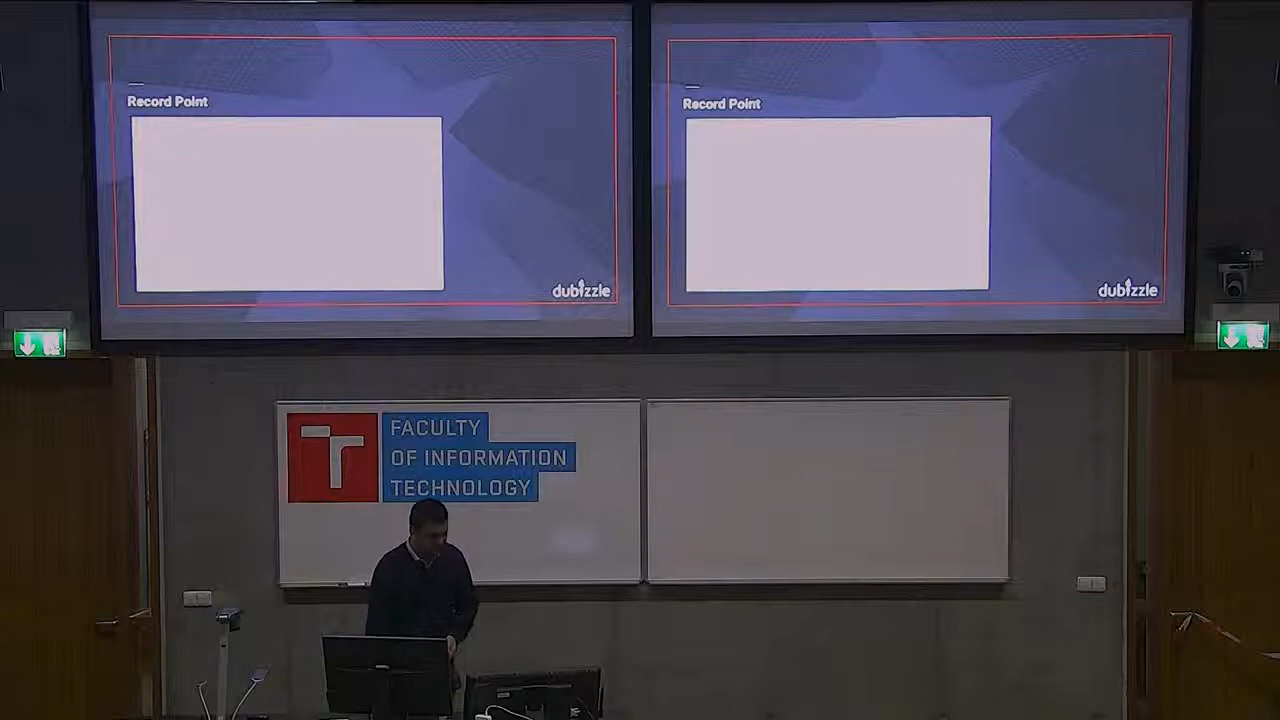 Record Point
dubizzle
Record Point
dubizzle
FACULTY
OF INFORMATION
TECHNOLOGY